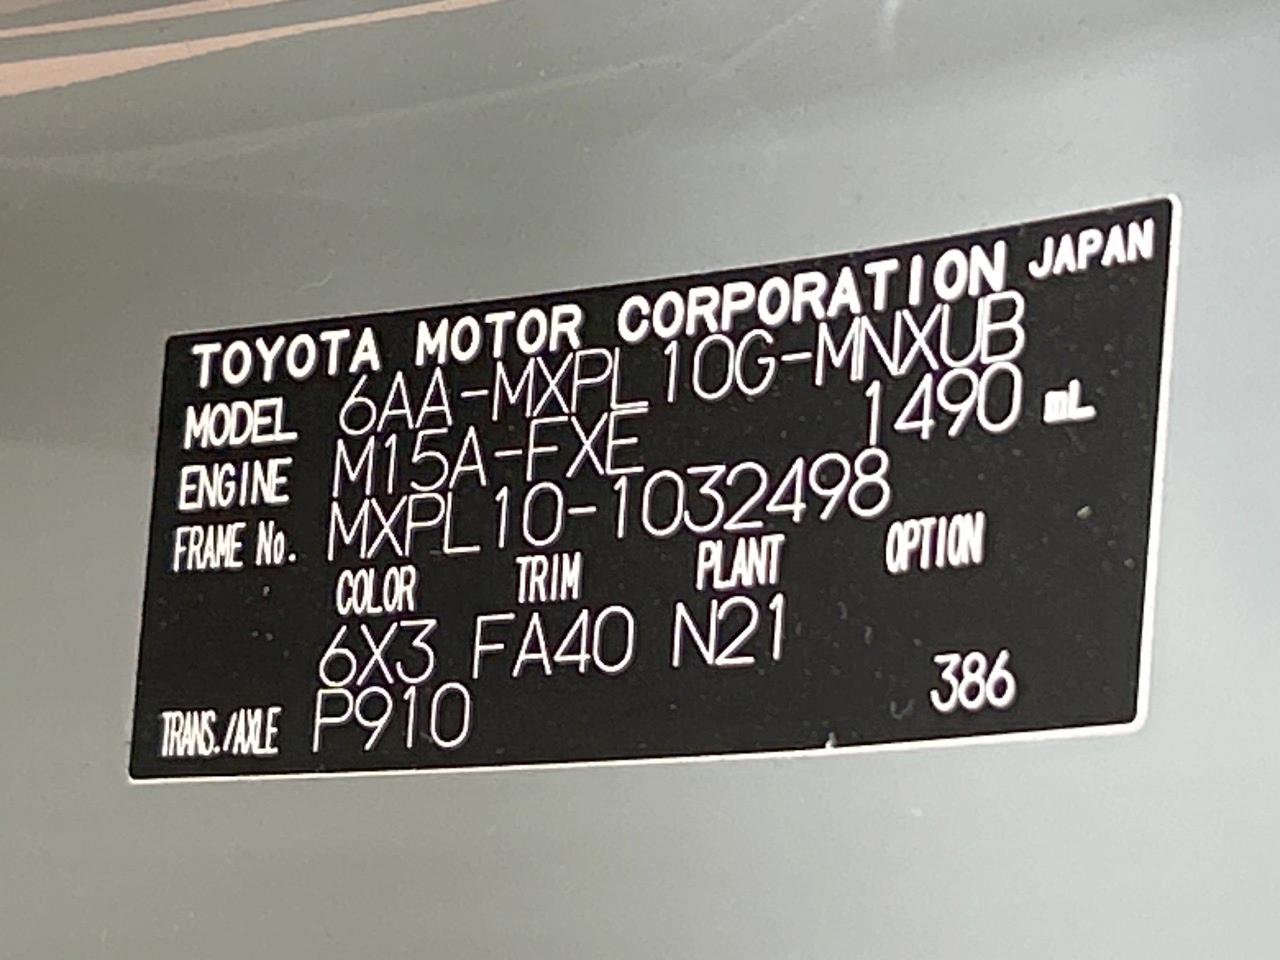 TOYOTA MOTOR CORPORATION JAPAN
MODEL 6AA-MXPL10G-MNXUB
ENGINE M15A-FXE 1490 mL
FRAME No. MXPL10-1032498
COLOR TRIM PLANT OPTION
6X3 FA40 N21
TRANS./AXLE P910 386